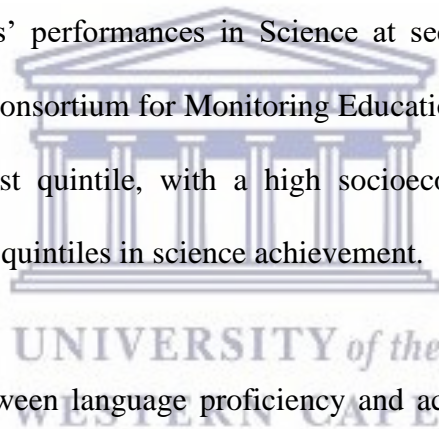 s’ performances in Science at sec
onsortium for Monitoring Educatio
st quintile, with a high socioeco
quintiles in science achievement.
UNIVERSITY of the
ween language proficiency and ac
WESTERN CAPE